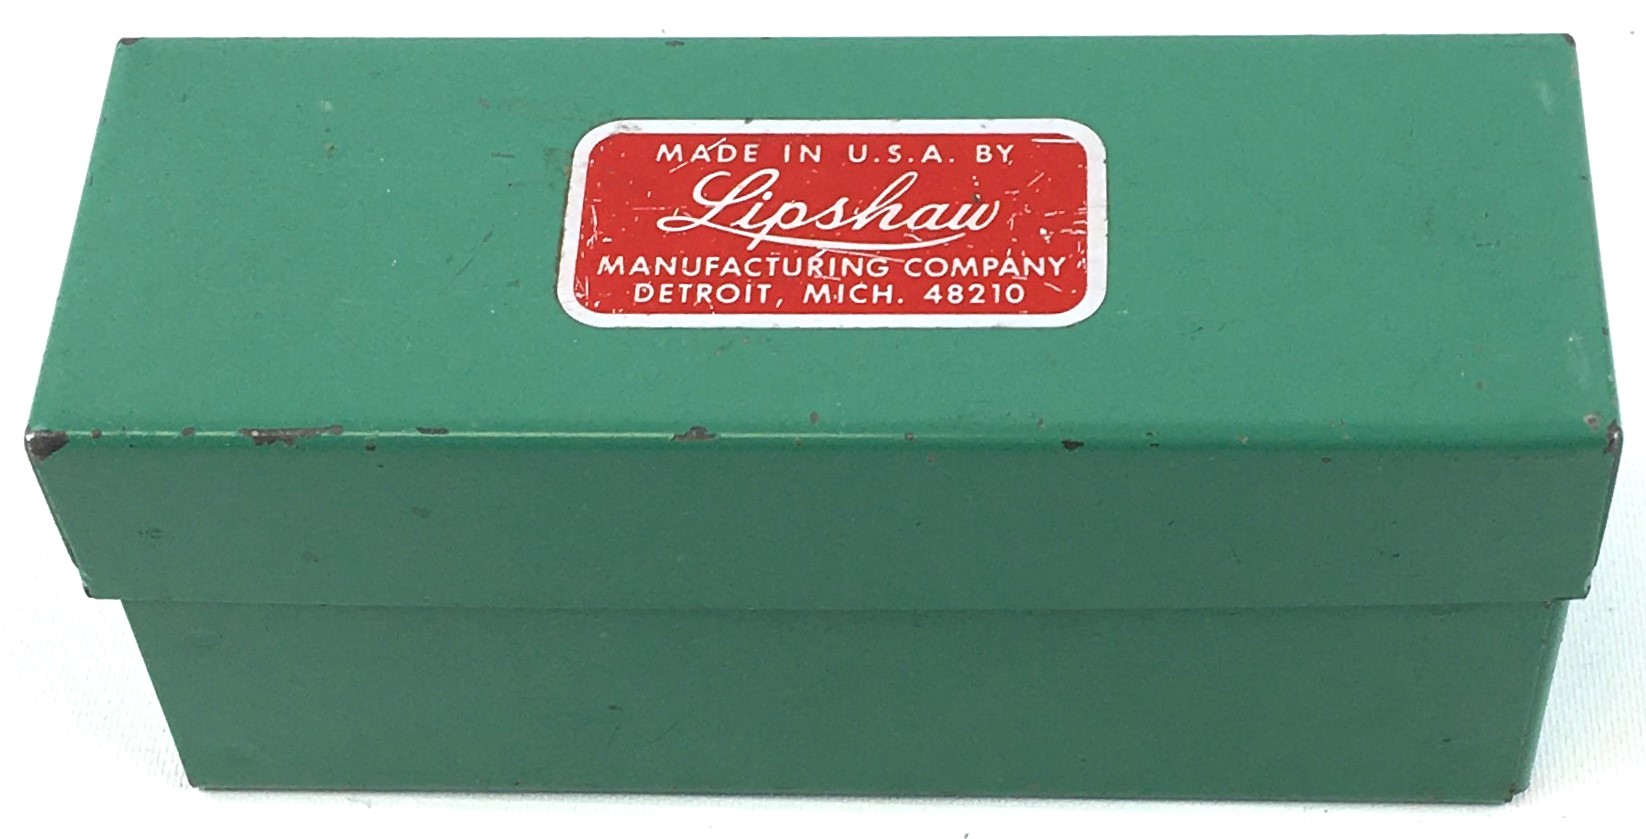 MADE IN U.S.A. BY
Lipshaw
MANUFACTURING COMPANY
DETROIT, MICH. 48210